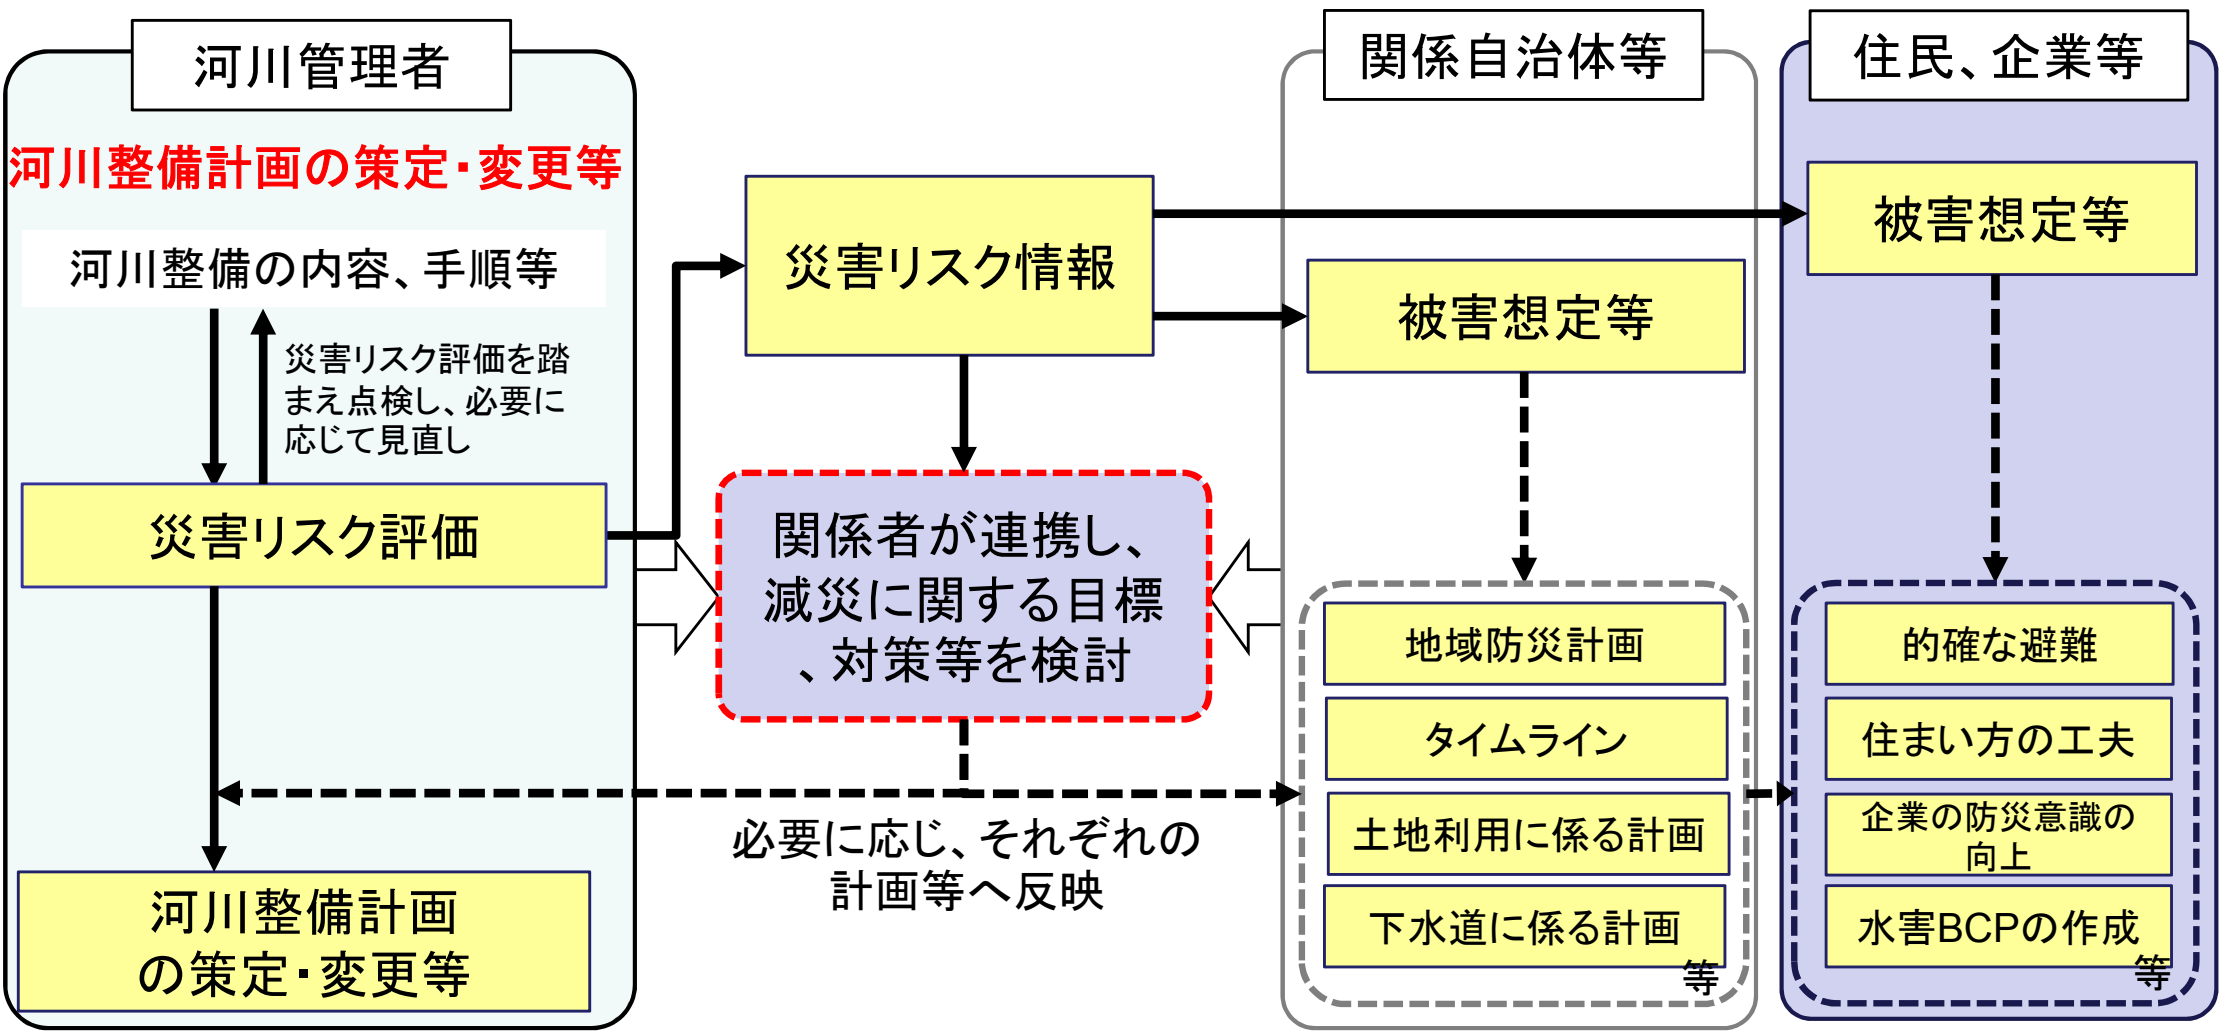 河川管理者
河川整備計画の策定・変更等
河川整備の内容、手順等
災害リスク評価を踏
まえ点検し、必要に
応じて見直し
災害リスク評価
河川整備計画
の策定・変更等
災害リスク情報
関係者が連携し、
減災に関する目標
、対策等を検討
必要に応じ、それぞれの
計画等へ反映
関係自治体等
被害想定等
地域防災計画
タイムライン
土地利用に係る計画
下水道に係る計画
等
住民、企業等
被害想定等
的確な避難
住まい方の工夫
企業の防災意識の
向上
水害BCPの作成
等